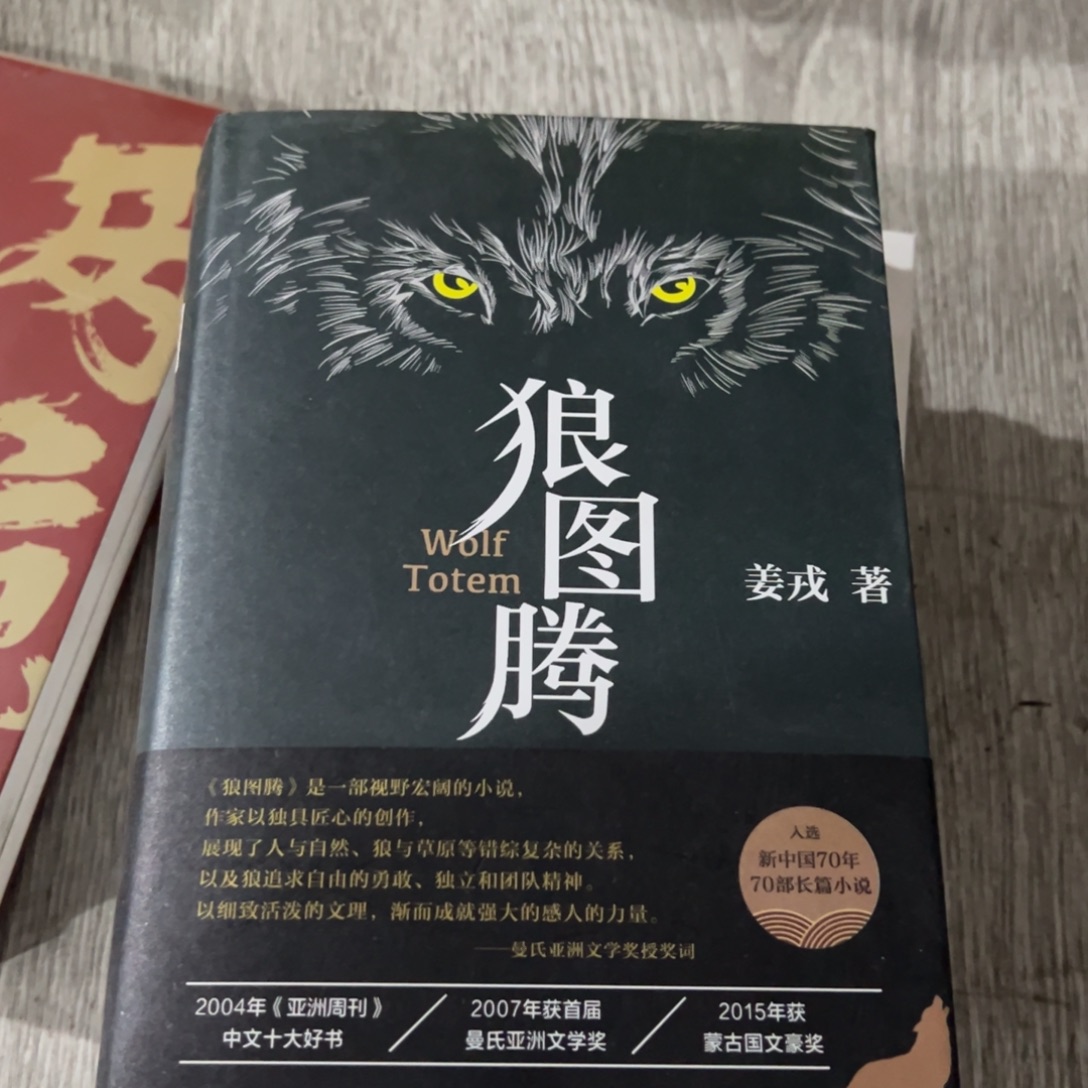 狼图腾
Wolf
Totem
姜戎 著
《狼图腾》是一部视野宏阔的小说，
作家以独具匠心的创作，
展现了人与自然、狼与草原等错综复杂的关系，
以及狼追求自由的勇敢、独立和团队精神。
以细致活泼的文理，渐而成就强大的感人的力量。
——曼氏亚洲文学奖授奖词
入选
新中国70年
70部长篇小说
2004年《亚洲周刊》
中文十大好书
2007年获首届
曼氏亚洲文学奖
2015年获
蒙古国文豪奖